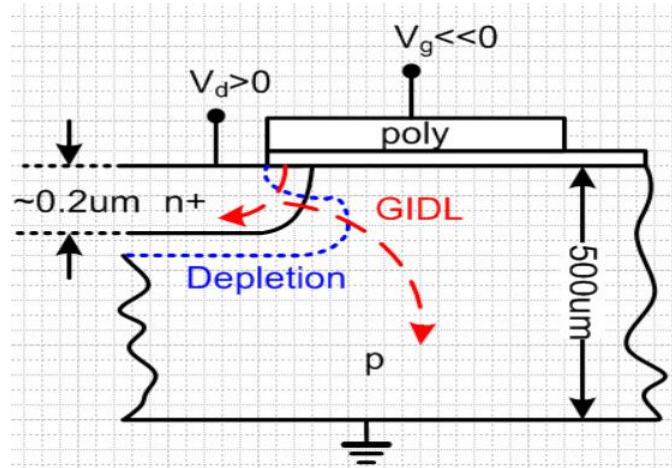 Vg<<0
Vd>0
poly
~0.2um n+
GIDL
Depletion
500um
p